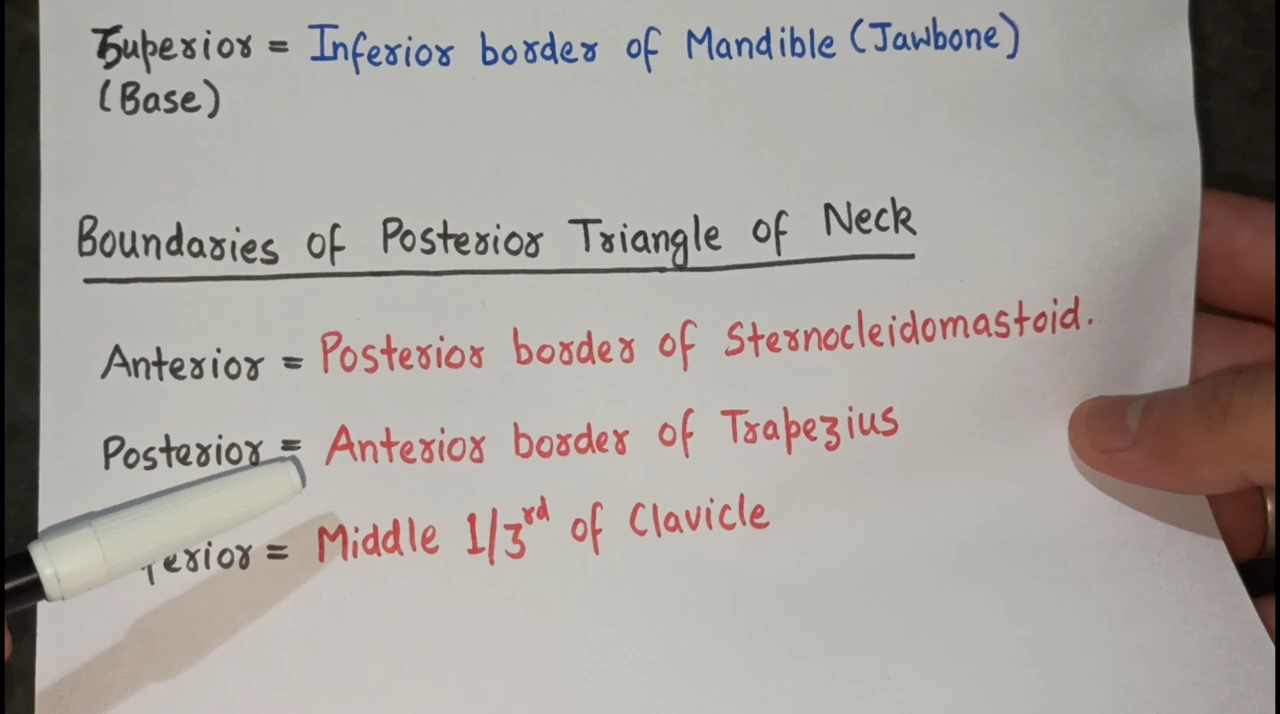 Superior = Inferior border of Mandible (Jawbone)
(Base)
Boundaries of Posterior Triangle of Neck
Anterior = Posterior border of Sternocleidomastoid.
Posterior = Anterior border of Trapezius
= Middle 1/3rd of Clavicle